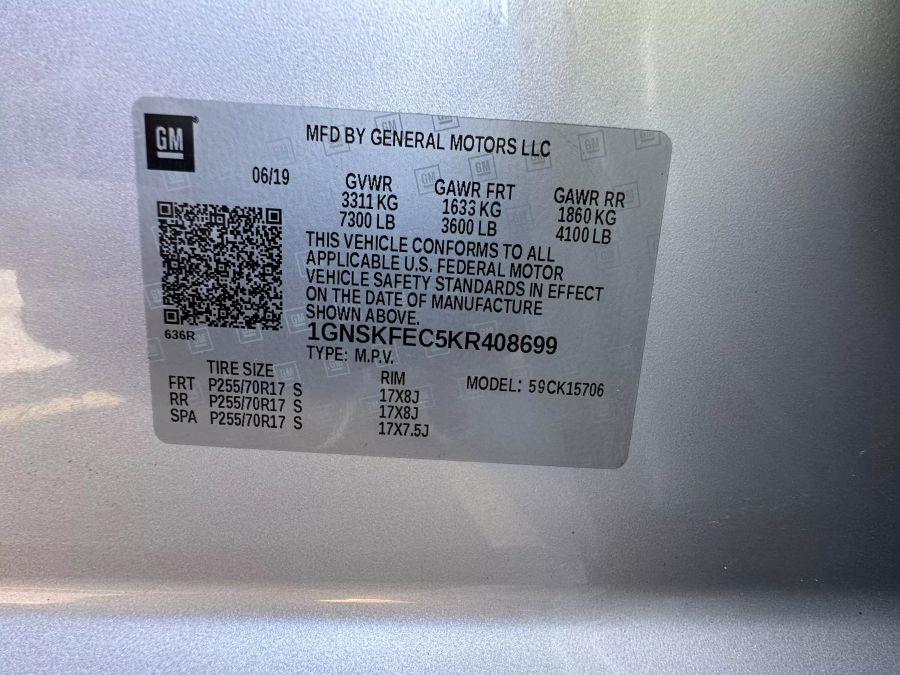 GM
MFD BY GENERAL MOTORS LLC
06/19
GVWR
3311 KG
7300 LB
GAWR FRT
1633 KG
3600 LB
GAWR RR
1860 KG
4100 LB
THIS VEHICLE CONFORMS TO ALL
APPLICABLE U.S. FEDERAL MOTOR
VEHICLE SAFETY STANDARDS IN EFFECT
ON THE DATE OF MANUFACTURE
SHOWN ABOVE.
636R
1GNSKFEC5KR408699
TYPE: M.P.V.
MODEL: 59CK15706
TIRE SIZE
RIM
FRT P255/70R17 S 17X8J
RR P255/70R17 S 17X8J
SPA P255/70R17 S 17X7.5J